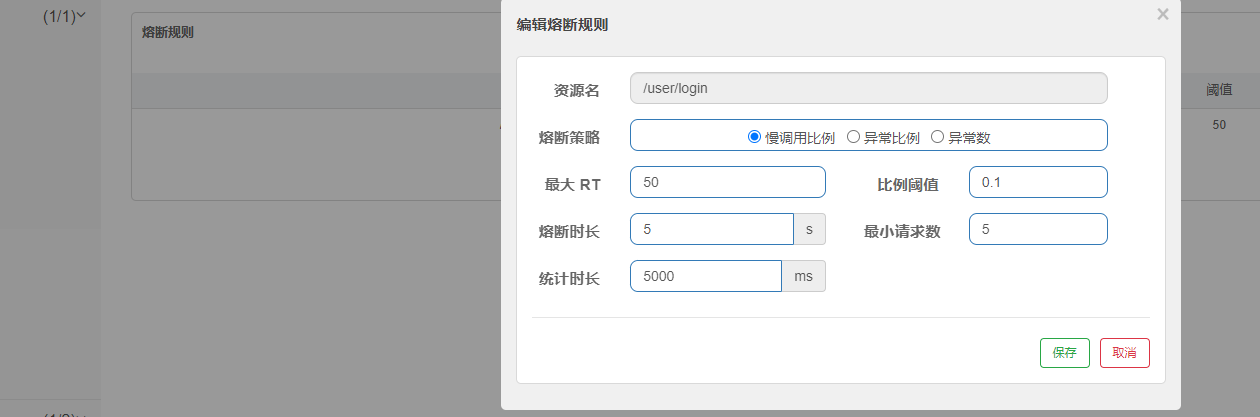 (1/1)
熔断规则
阈值
50
编辑熔断规则
×
资源名
/user/login
熔断策略
慢调用比例 异常比例 异常数
最大 RT
50
比例阈值
0.1
熔断时长
5
s
最小请求数
5
统计时长
5000
ms
保存
取消